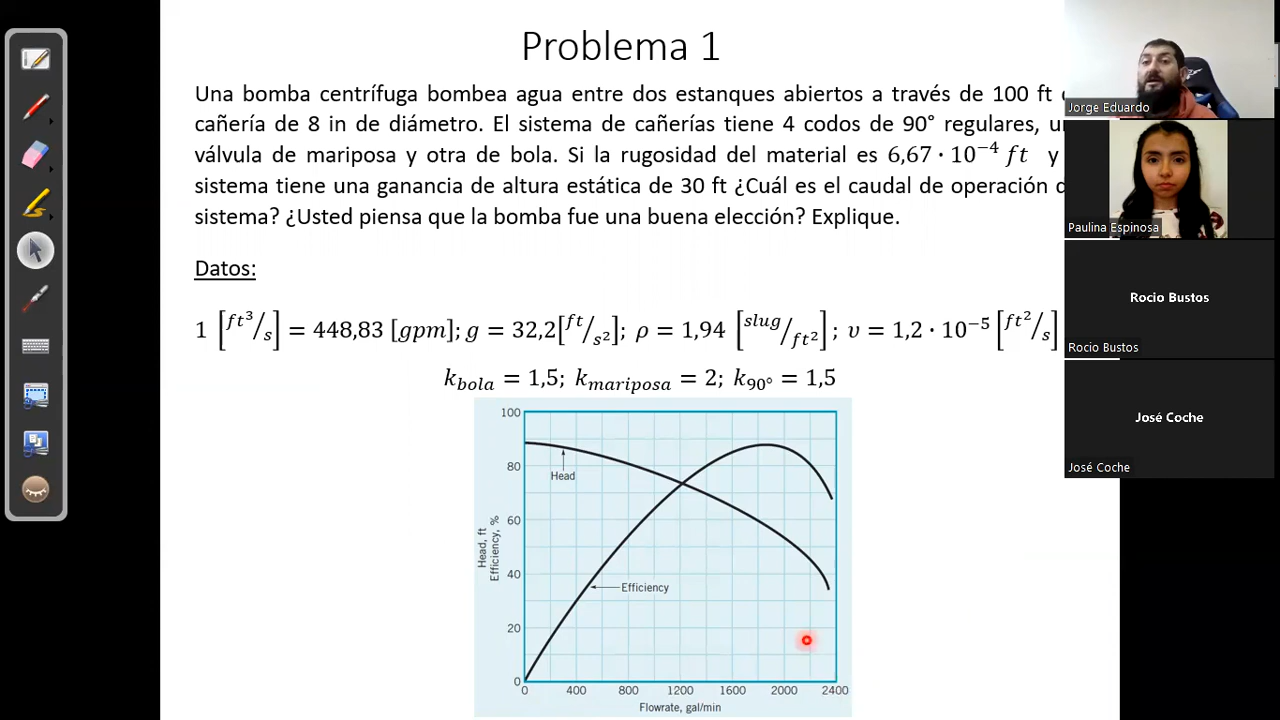 Problema 1
Una bomba centrífuga bombea agua entre dos estanques abiertos a través de 100 ft
cañería de 8 in de diámetro. El sistema de cañerías tiene 4 codos de 90° regulares,
válvula de mariposa y otra de bola. Si la rugosidad del material es 6,67 · 10⁻⁴ ft y
sistema tiene una ganancia de altura estática de 30 ft ¿Cuál es el caudal de operación
sistema? ¿Usted piensa que la bomba fue una buena elección? Explique.
Datos:
1 [ft³/s] = 448,83 [gpm]; g = 32,2[ft/s²]; ρ = 1,94 [slug/ft²]; υ = 1,2 · 10⁻⁵ [ft²/s]
k_bola = 1,5; k_mariposa = 2; k_90° = 1,5
100
80
60
40
20
0
Head, ft
Efficiency, %
Head
Efficiency
0 400 800 1200 1600 2000 2400
Flowrate, gal/min
Jorge Eduardo
Paulina Espinosa
Rocio Bustos
Rocio Bustos
José Coche
José Coche